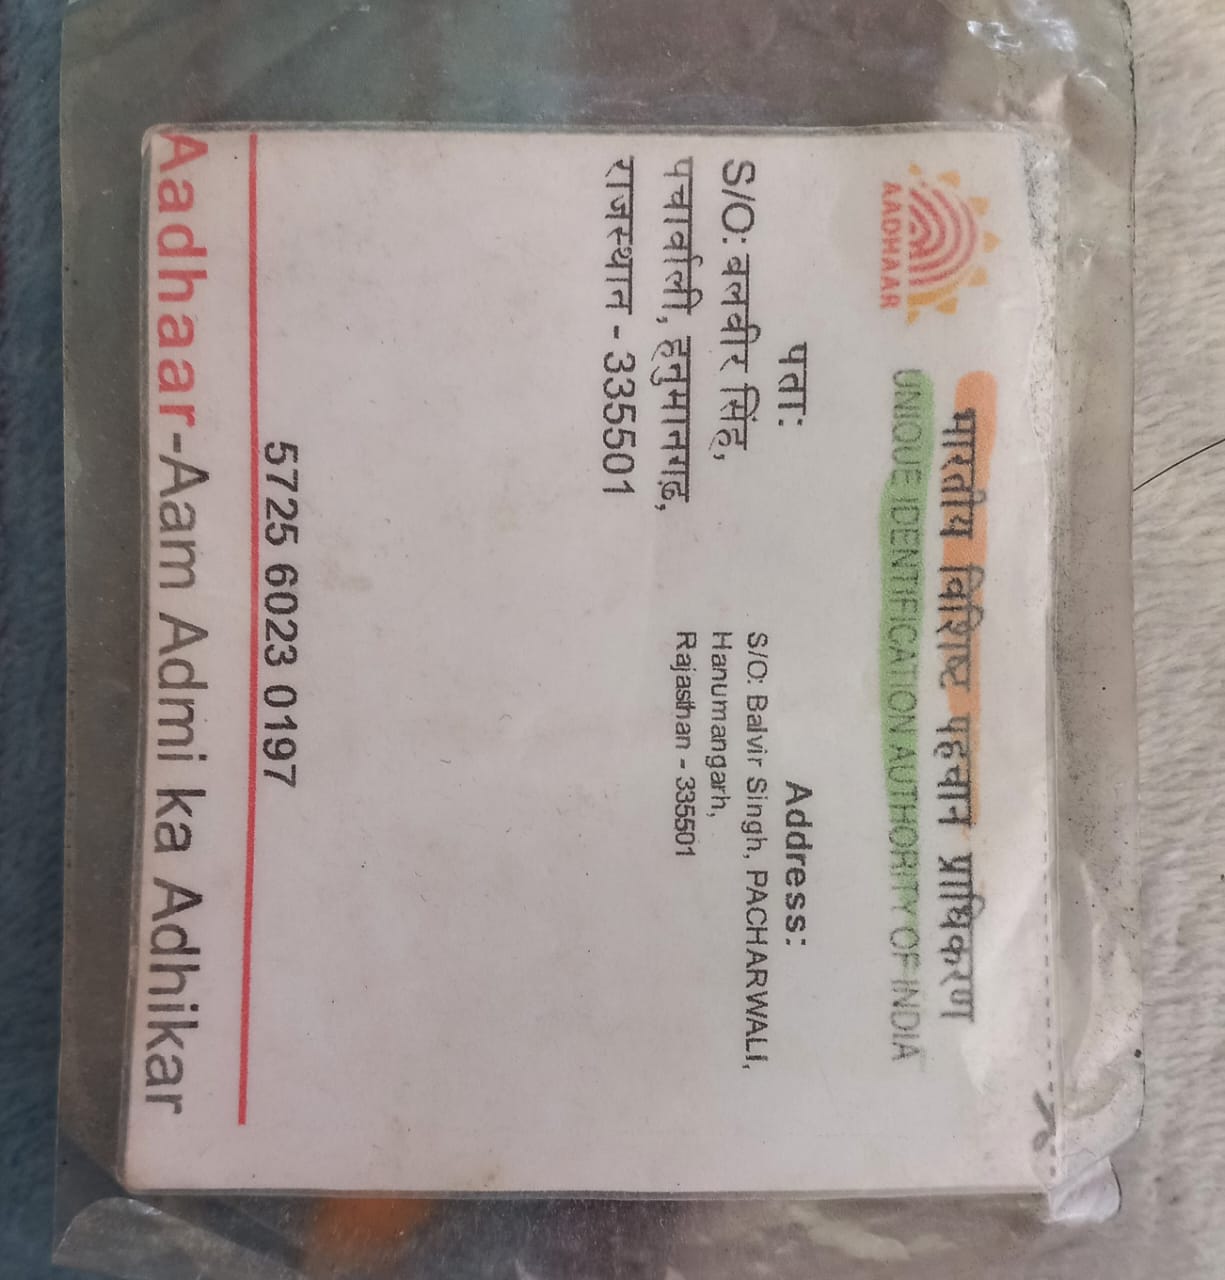 भारतीय विशिष्ट पहचान प्राधिकरण
UNIQUE IDENTIFICATION AUTHORITY OF INDIA
AADHAAR
पता:
S/O: बलवीर सिंह,
पचार्वाली, हनुमानगढ़,
राजस्थान - 335501
Address:
S/O: Balvir Singh, PACHARWALI,
Hanumangarh,
Rajasthan - 335501
5725 6023 0197
Aadhaar-Aam Admi ka Adhikar